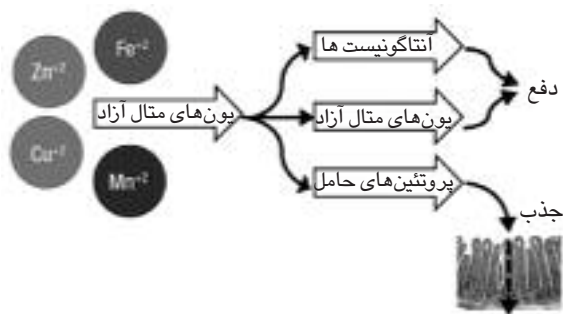 Fe+2
Zn+2
Cu+2
Mn+2
یون‌های متال آزاد
آنتاگونیست ها
یون‌های متال آزاد
پروتئین‌های حامل
دفع
جذب